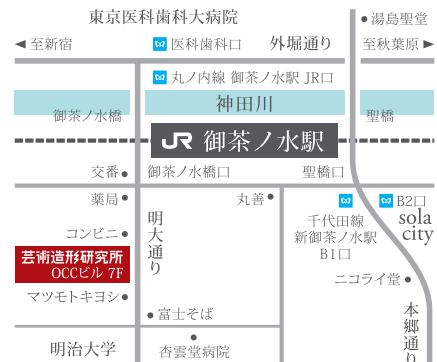 東京医科歯科大病院
湯島聖堂
至新宿
医科歯科口
外堀通り
至秋葉原
丸ノ内線 御茶ノ水駅 JR口
神田川
御茶ノ水橋
聖橋
JR 御茶ノ水駅
交番
御茶ノ水橋口
聖橋口
薬局
丸善
B2口
sola
city
明大通り
千代田線
新御茶ノ水駅
B1口
コンビニ
芸術造形研究所
OCCビル 7F
ニコライ堂
マツモトキヨシ
本郷通り
富士そば
明治大学
杏雲堂病院